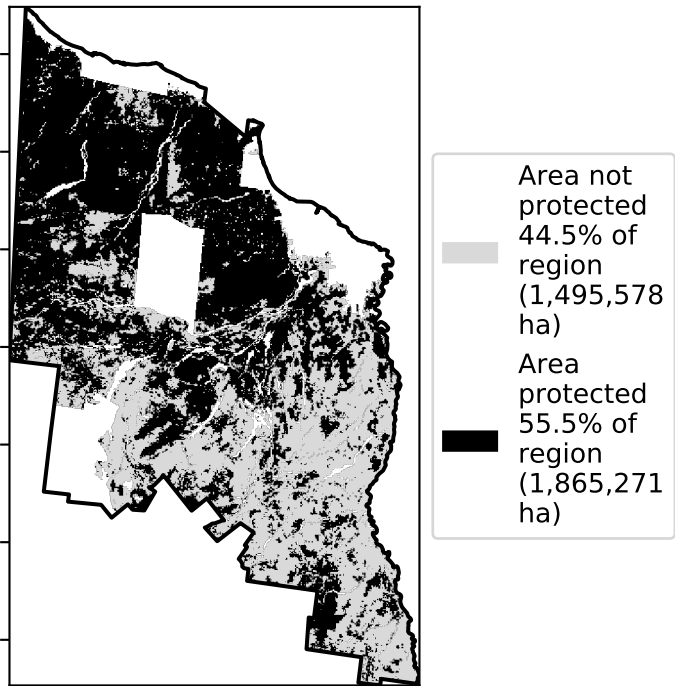 Area not
protected
44.5% of
region
(1,495,578
ha)
Area
protected
55.5% of
region
(1,865,271
ha)